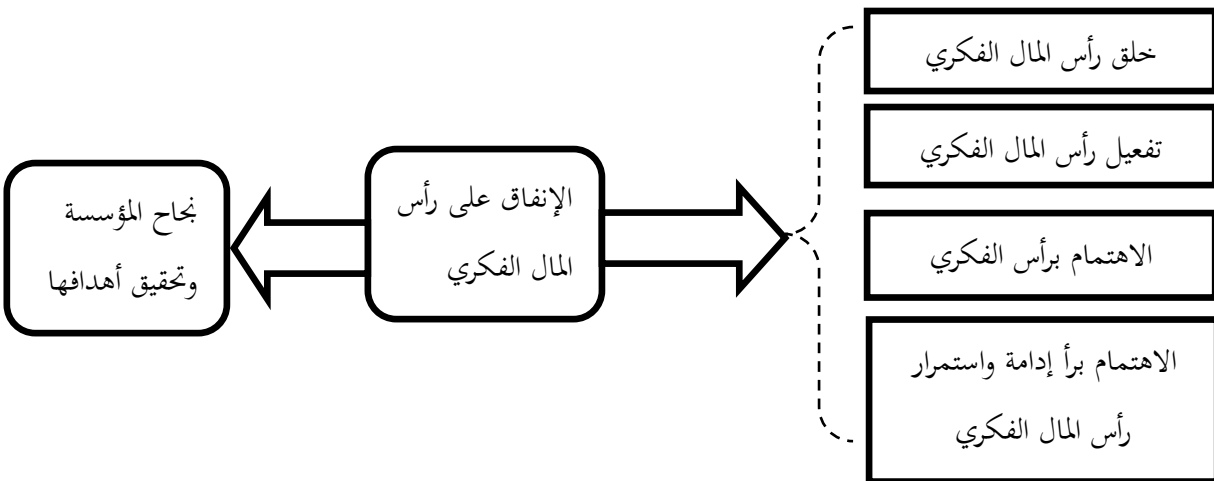 خلق رأس المال الفكري
تفعيل رأس المال الفكري
الاهتمام برأس الفكري
الاهتمام برأ إدامة واستمرار
رأس المال الفكري
الإنفاق على رأس
المال الفكري
نجاح المؤسسة
وتحقيق أهدافها